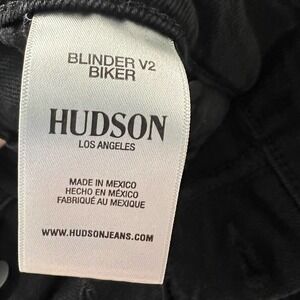 BLINDER V2
BIKER
HUDSON
LOS ANGELES
MADE IN MEXICO
HECHO EN MÉXICO
FABRIQUÉ AU MEXIQUE
WWW.HUDSONJEANS.COM